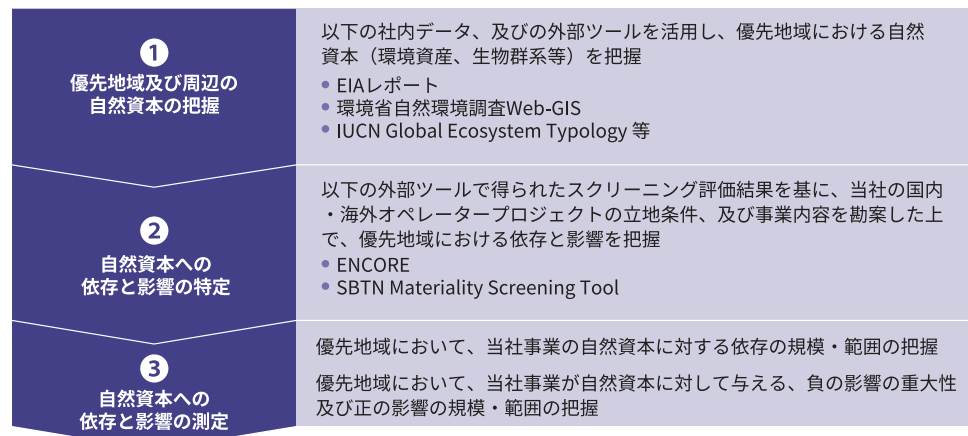 1
優先地域及び周辺の
自然資本の把握
以下の社内データ、及びの外部ツールを活用し、優先地域における自然
資本（環境資産、生物群系等）を把握
• EIAレポート
• 環境省自然環境調査Web-GIS
• IUCN Global Ecosystem Typology 等
2
自然資本への
依存と影響の特定
以下の外部ツールで得られたスクリーニング評価結果を基に、当社の国内
・海外オペレータープロジェクトの立地条件、及び事業内容を勘案した上
で、優先地域における依存と影響を把握
• ENCORE
• SBTN Materiality Screening Tool
3
自然資本への
依存と影響の測定
優先地域において、当社事業の自然資本に対する依存の規模・範囲の把握
優先地域において、当社事業が自然資本に対して与える、負の影響の重大性
及び正の影響の規模・範囲の把握